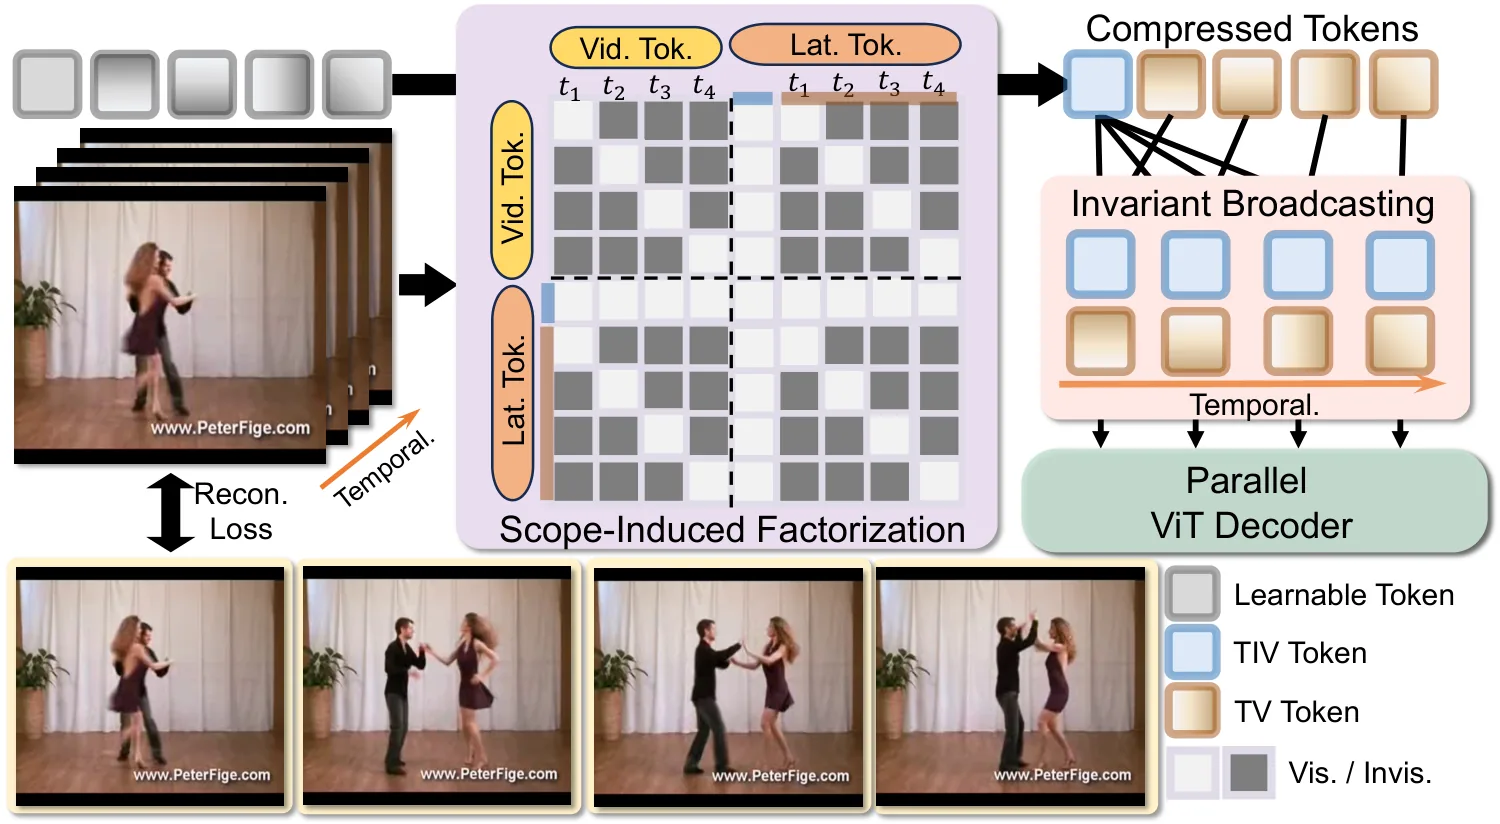 Vid. Tok.
Lat. Tok.
t1 t2 t3 t4
t1 t2 t3 t4
Vid. Tok.
Lat. Tok.
Scope-Induced Factorization
Compressed Tokens
Invariant Broadcasting
Temporal.
Parallel
ViT Decoder
www.PeterFige.com
n
n
Temporal.
Recon.
Loss
www.PeterFige.com
www.PeterFige.com
www.PeterFige.com
www.PeterFige.com
Learnable Token
TIV Token
TV Token
Vis. / Invis.